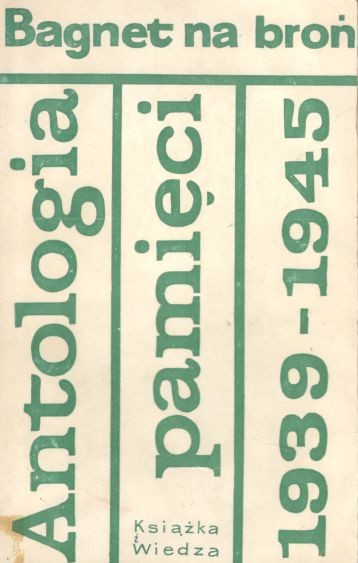 Bagnet na broń
Antologia
pamięci
1939-1945
Książka
i
Wiedza